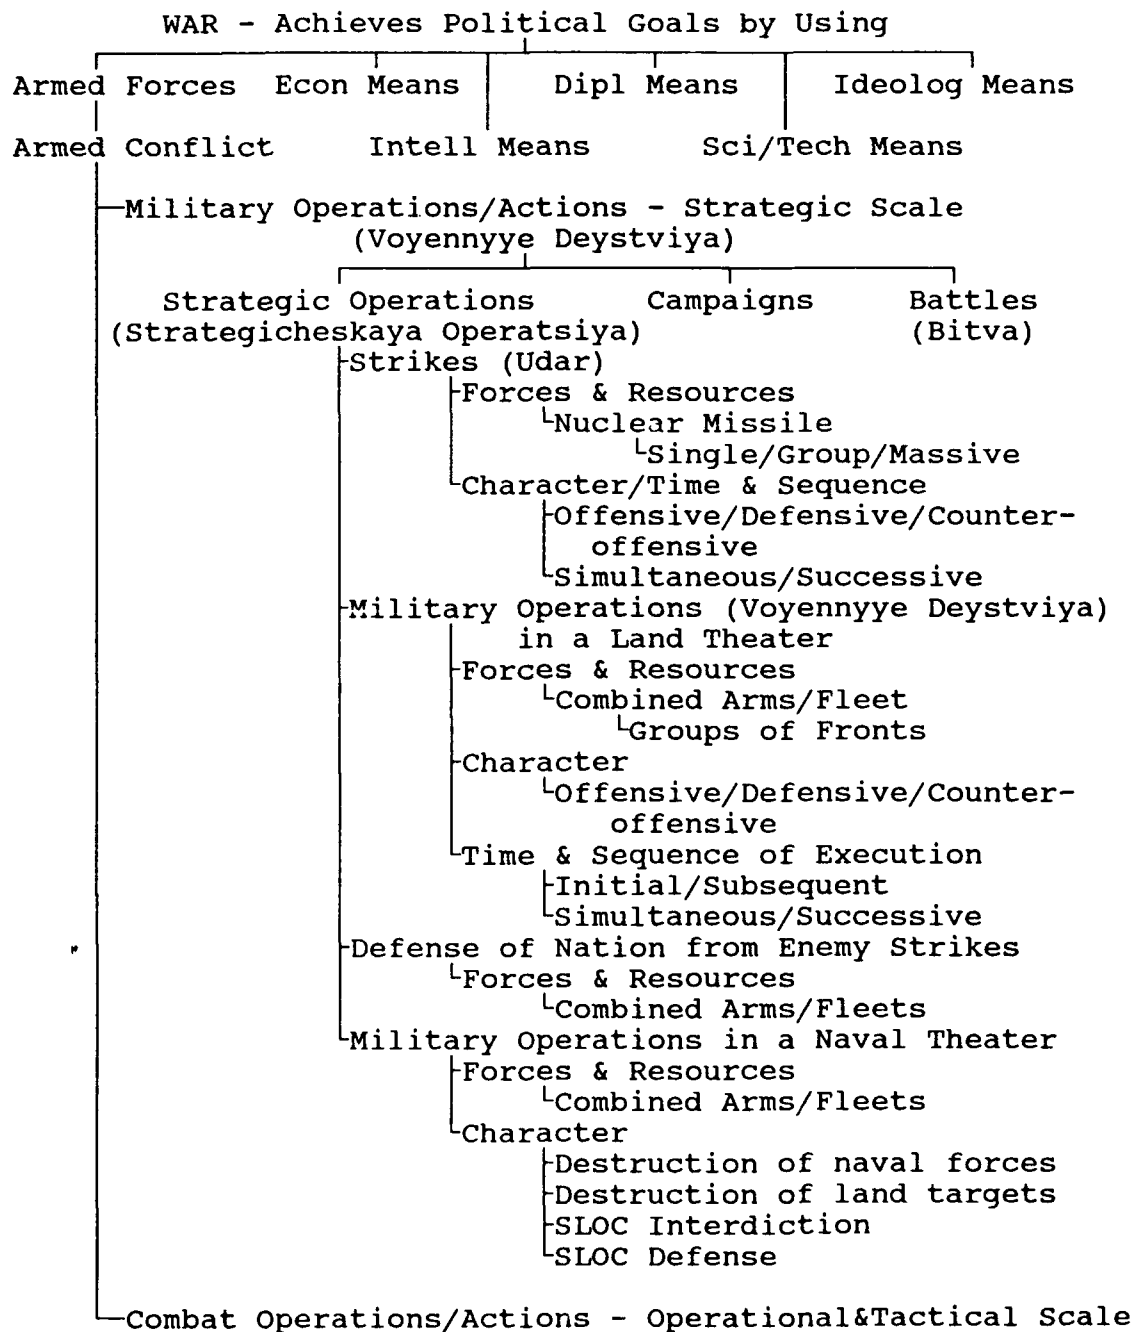 WAR - Achieves Political Goals by Using
Armed Forces Econ Means Dipl Means Ideolog Means
Armed Conflict Intell Means Sci/Tech Means
Military Operations/Actions - Strategic Scale
(Voyennyye Deystviya)
Strategic Operations Campaigns Battles
(Strategicheskaya Operatsiya) (Bitva)
Strikes (Udar)
Forces & Resources
Nuclear Missile
Single/Group/Massive
Character/Time & Sequence
Offensive/Defensive/Counter-
offensive
Simultaneous/Successive
Military Operations (Voyennyye Deystviya)
in a Land Theater
Forces & Resources
Combined Arms/Fleet
Groups of Fronts
Character
Offensive/Defensive/Counter-
offensive
Time & Sequence of Execution
Initial/Subsequent
Simultaneous/Successive
Defense of Nation from Enemy Strikes
Forces & Resources
Combined Arms/Fleets
Military Operations in a Naval Theater
Forces & Resources
Combined Arms/Fleets
Character
Destruction of naval forces
Destruction of land targets
SLOC Interdiction
SLOC Defense
Combat Operations/Actions - Operational&Tactical Scale